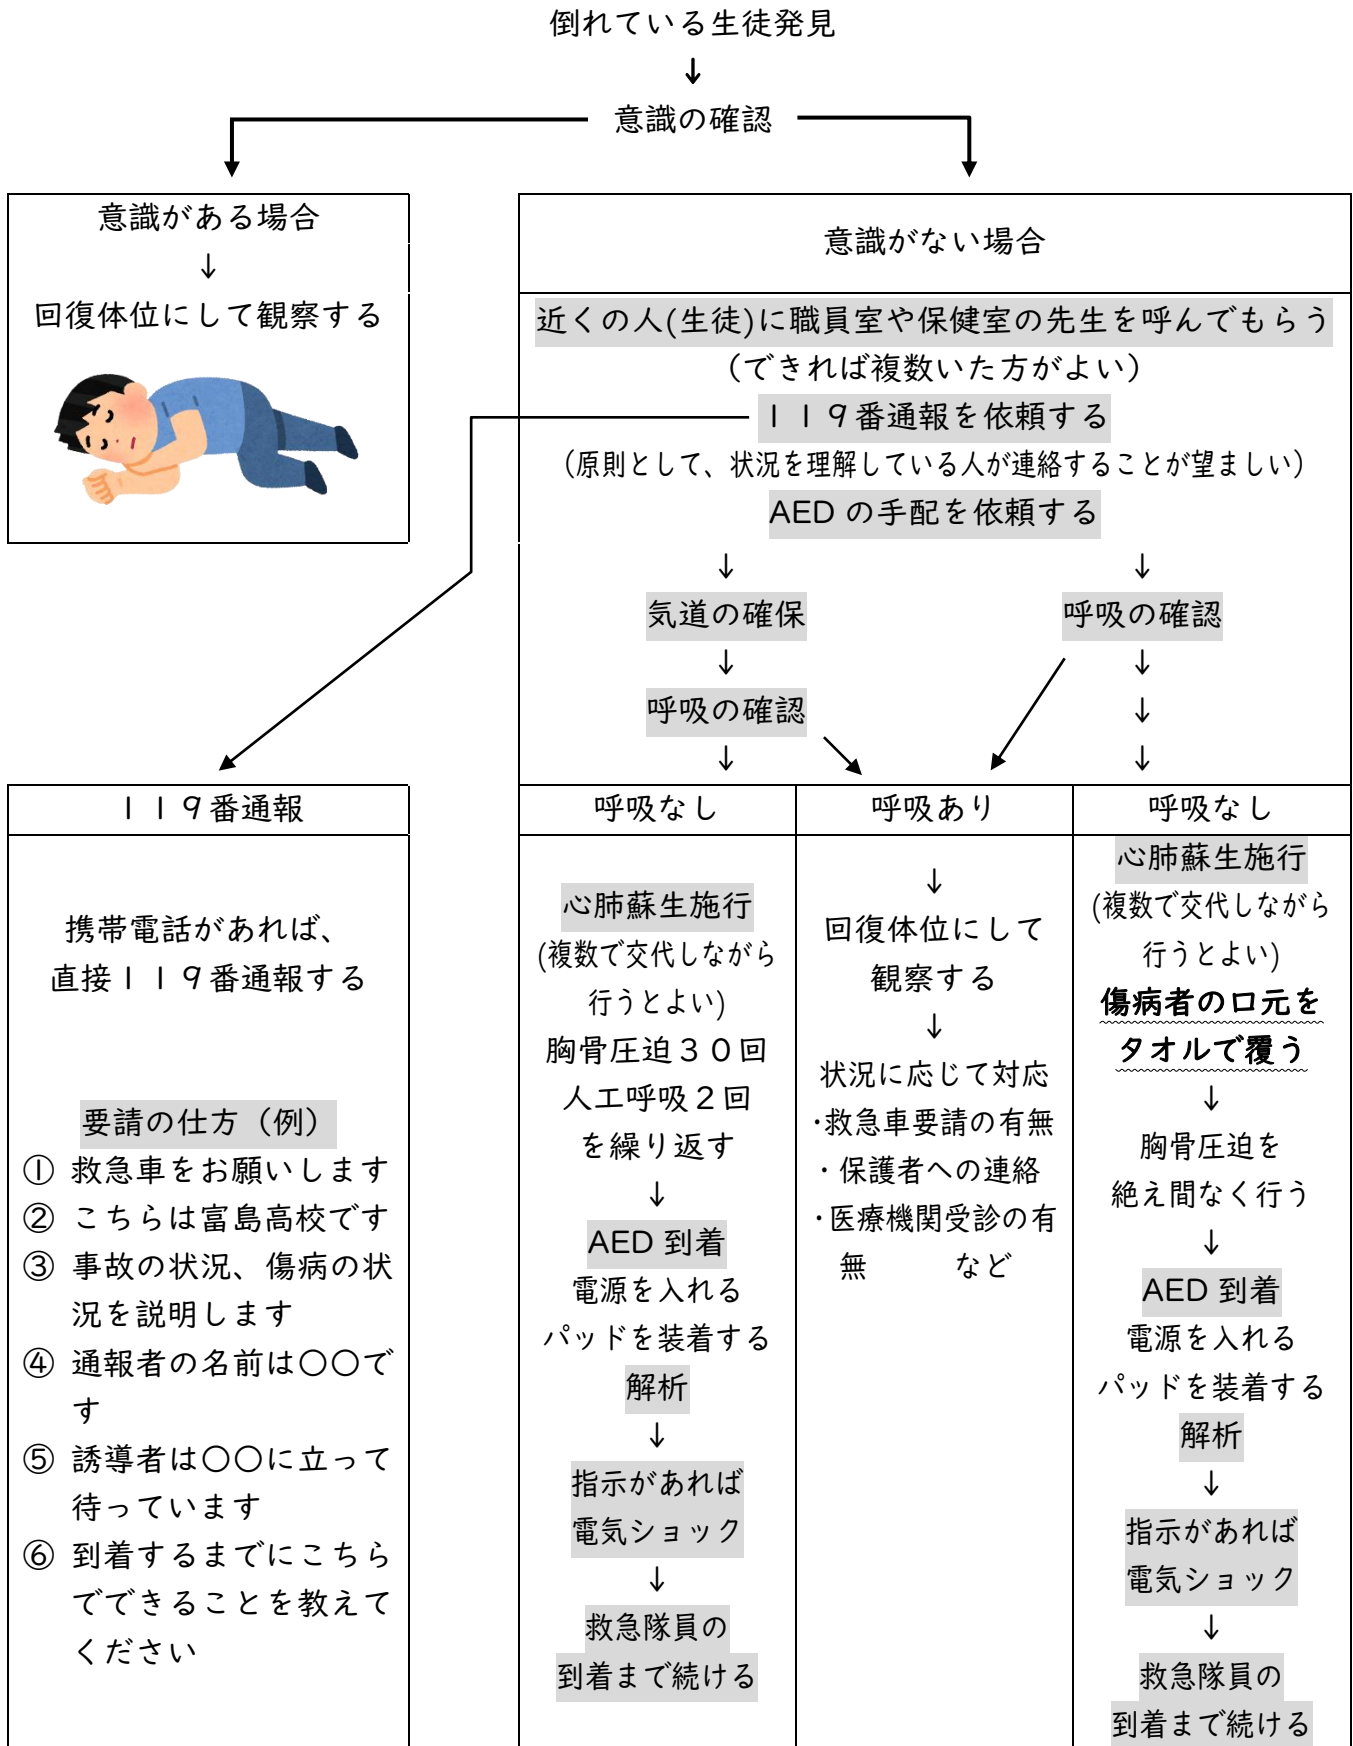 倒れている生徒発見
↓
意識の確認
意識がある場合
↓
回復体位にして観察する
意識がない場合
近くの人(生徒)に職員室や保健室の先生を呼んでもらう
（できれば複数いた方がよい）
１１９番通報を依頼する
（原則として、状況を理解している人が連絡することが望ましい）
AED の手配を依頼する
↓ ↓
気道の確保 呼吸の確認
↓ ↓
呼吸の確認 ↓
↓ ↓
１１９番通報
携帯電話があれば、
直接１１９番通報する
要請の仕方（例）
① 救急車をお願いします
② こちらは富島高校です
③ 事故の状況、傷病の状
況を説明します
④ 通報者の名前は〇〇で
す
⑤ 誘導者は〇〇に立って
待っています
⑥ 到着するまでにこちら
でできることを教えて
ください
呼吸なし
心肺蘇生施行
(複数で交代しながら
行うとよい)
胸骨圧迫３０回
人工呼吸２回
を繰り返す
↓
AED 到着
電源を入れる
パッドを装着する
解析
↓
指示があれば
電気ショック
↓
救急隊員の
到着まで続ける
呼吸あり
↓
回復体位にして
観察する
↓
状況に応じて対応
・救急車要請の有無
・保護者への連絡
・医療機関受診の有
無 など
呼吸なし
心肺蘇生施行
(複数で交代しながら
行うとよい)
傷病者の口元を
タオルで覆う
↓
胸骨圧迫を
絶え間なく行う
↓
AED 到着
電源を入れる
パッドを装着する
解析
↓
指示があれば
電気ショック
↓
救急隊員の
到着まで続ける